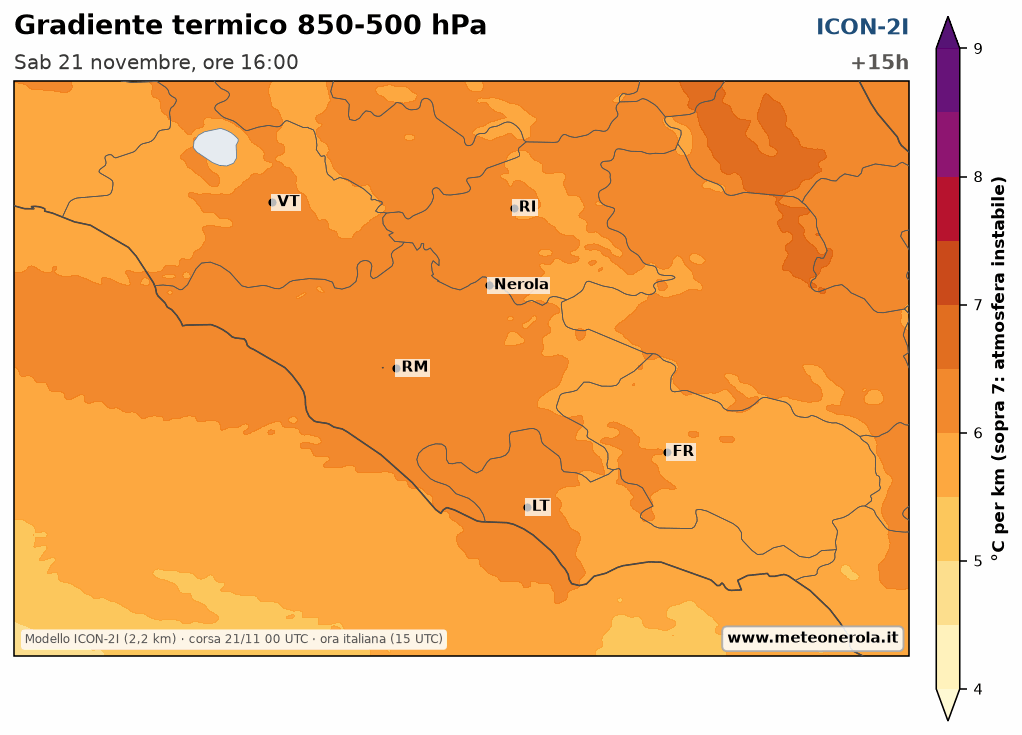 Gradiente termico 850-500 hPa
ICON-2I
Sab 21 novembre, ore 16:00
+15h
VT
RI
Nerola
RM
FR
LT
Modello ICON-2I (2,2 km) · corsa 21/11 00 UTC · ora italiana (15 UTC)
www.meteonerola.it
9
8
7
6
5
4
°C per km (sopra 7: atmosfera instabile)